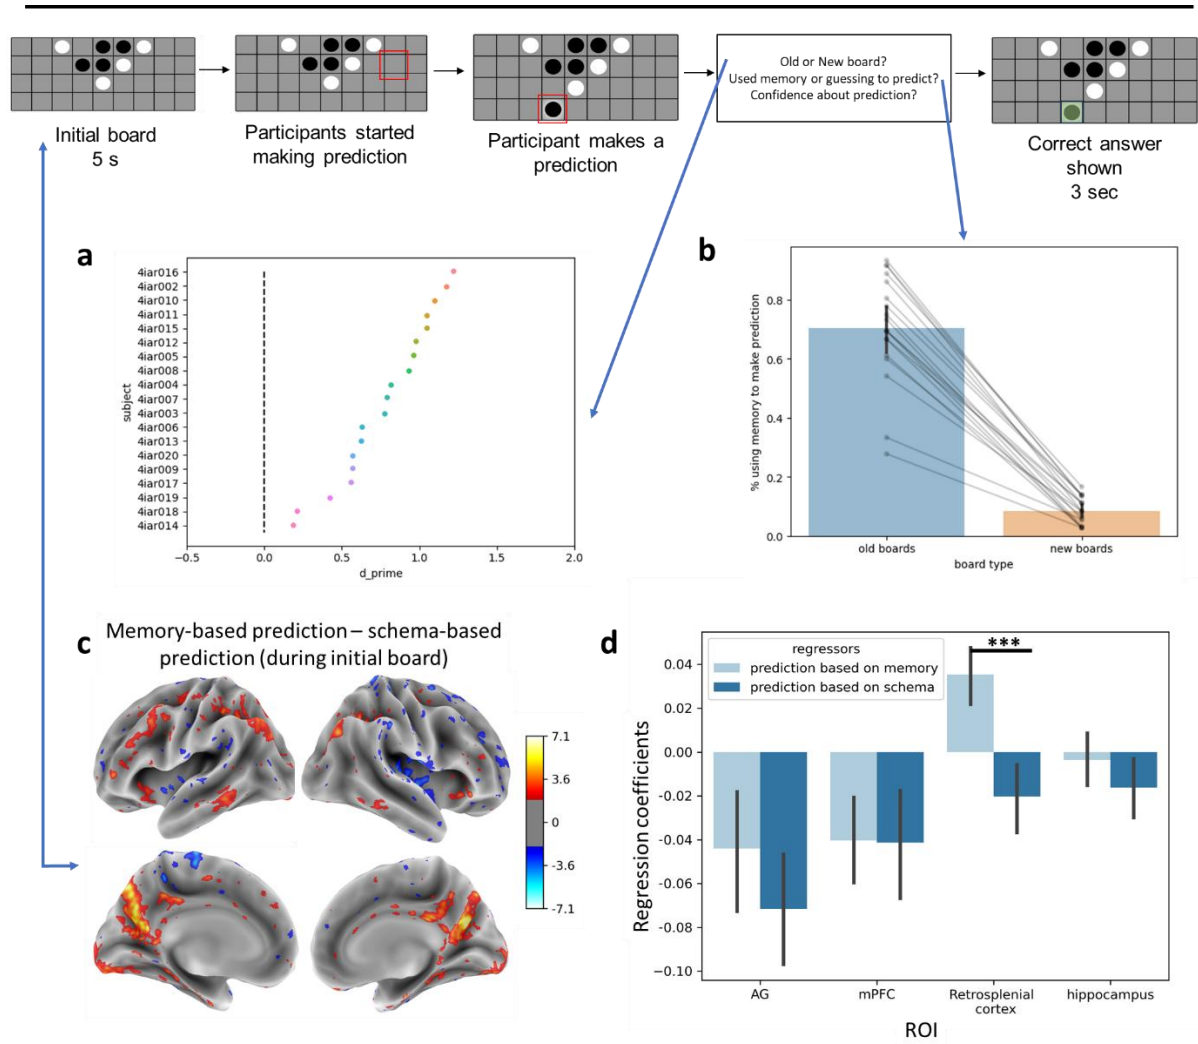 Old or New board?
Used memory or guessing to predict?
Confidence about prediction?
Initial board
5 s
Participants started
making prediction
Participant makes a
prediction
Correct answer
shown
3 sec
a
4iar016
4iar002
4iar010
4iar011
4iar015
4iar012
4iar005
4iar008
4iar004
4iar007
4iar003
4iar006
4iar013
4iar020
4iar009
4iar017
4iar019
4iar018
4iar014
subject
−0.5
0.0
0.5
1.0
1.5
2.0
d_prime
b
% using memory to make prediction
0.8
0.6
0.4
0.2
0.0
old boards
new boards
board type
c
Memory-based prediction – schema-based
prediction (during initial board)
7.1
3.6
0
-3.6
-7.1
d
regressors
prediction based on memory
prediction based on schema
***
Regression coefficients
0.04
0.02
0.00
−0.02
−0.04
−0.06
−0.08
−0.10
AG
mPFC
Retrosplenial
cortex
hippocampus
ROI